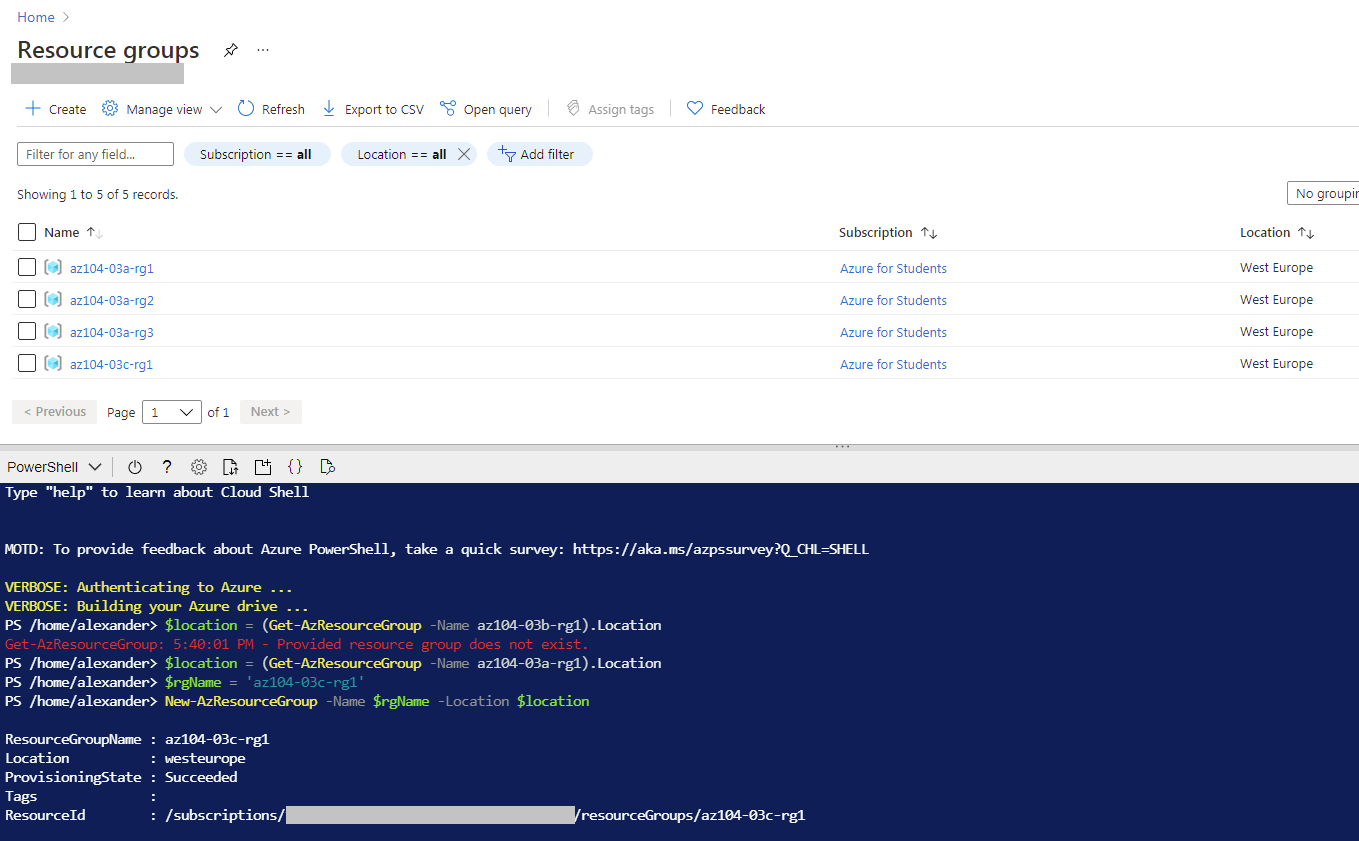 Home >
Resource groups ...
Create Manage view Refresh Export to CSV Open query Assign tags Feedback
Filter for any field... Subscription == all Location == all Add filter
Showing 1 to 5 of 5 records. No groupin
Name Subscription Location
az104-03a-rg1 Azure for Students West Europe
az104-03a-rg2 Azure for Students West Europe
az104-03a-rg3 Azure for Students West Europe
az104-03c-rg1 Azure for Students West Europe
< Previous Page 1 of 1 Next >
PowerShell ? {}
Type "help" to learn about Cloud Shell
MOTD: To provide feedback about Azure PowerShell, take a quick survey: https://aka.ms/azpssurvey?Q_CHL=SHELL
VERBOSE: Authenticating to Azure ...
VERBOSE: Building your Azure drive ...
PS /home/alexander> $location = (Get-AzResourceGroup -Name az104-03b-rg1).Location
Get-AzResourceGroup: 5:40:01 PM - Provided resource group does not exist.
PS /home/alexander> $location = (Get-AzResourceGroup -Name az104-03a-rg1).Location
PS /home/alexander> $rgName = 'az104-03c-rg1'
PS /home/alexander> New-AzResourceGroup -Name $rgName -Location $location
ResourceGroupName : az104-03c-rg1
Location : westeurope
ProvisioningState : Succeeded
Tags :
ResourceId : /subscriptions/ /resourceGroups/az104-03c-rg1